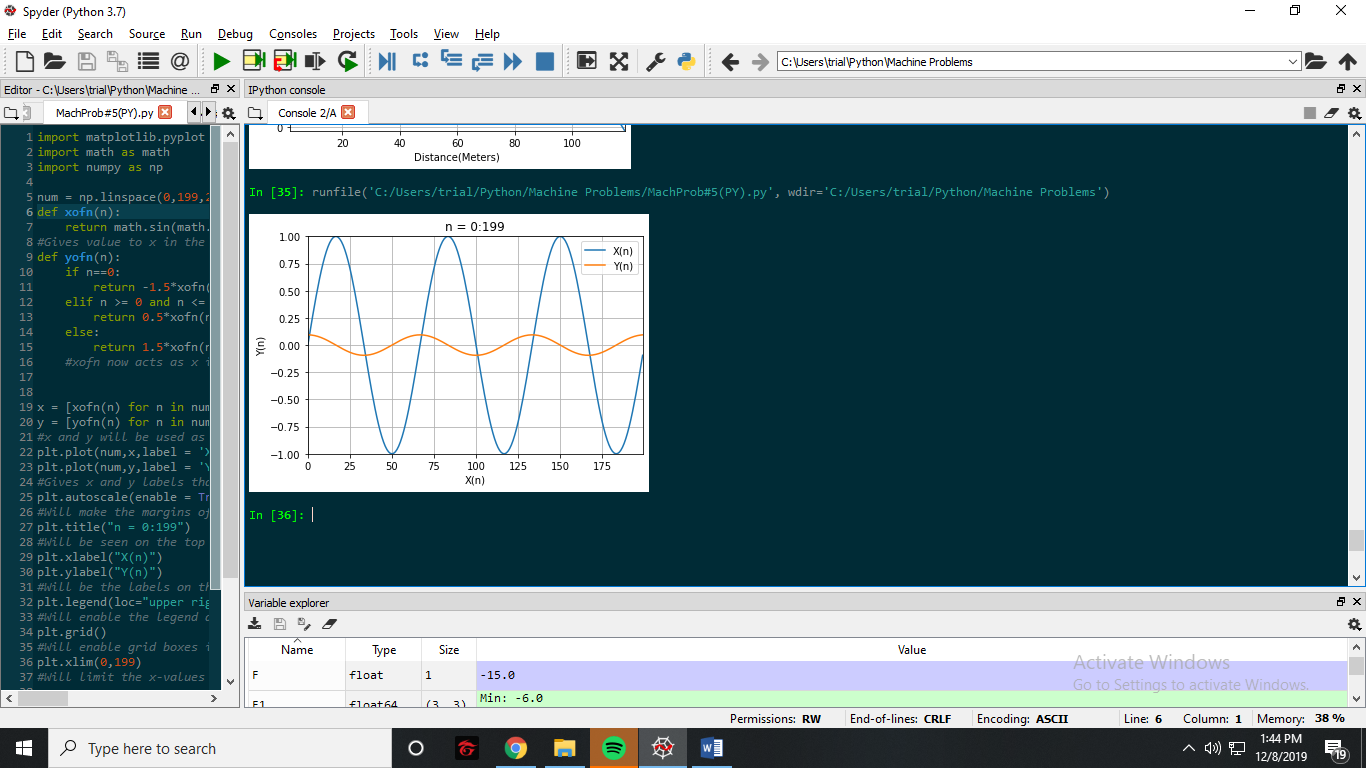 Spyder (Python 3.7)
File Edit Search Source Run Debug Consoles Projects Tools View Help
C:\Users\trial\Python\Machine Problems
Editor - C:\Users\trial\Python\Machine ...
IPython console
MachProb#5(PY).py
Console 2/A
1 import matplotlib.pyplot
2 import math as math
3 import numpy as np
4
5 num = np.linspace(0,199,2
6 def xofn(n):
7 return math.sin(math.
8 #Gives value to x in the
9 def yofn(n):
10 if n==0:
11 return -1.5*xofn(
12 elif n >= 0 and n <=
13 return 0.5*xofn(n
14 else:
15 return 1.5*xofn(n
16 #xofn now acts as x i
17
18
19 x = [xofn(n) for n in num
20 y = [yofn(n) for n in num
21 #x and y will be used as
22 plt.plot(num,x,label = 'X
23 plt.plot(num,y,label = 'Y
24 #Gives x and y labels tha
25 plt.autoscale(enable = Tr
26 #Will make the margins of
27 plt.title("n = 0:199")
28 #Will be seen on the top
29 plt.xlabel("X(n)")
30 plt.ylabel("Y(n)")
31 #Will be the labels on th
32 plt.legend(loc="upper rig
33 #Will enable the legend
34 plt.grid()
35 #Will enable grid boxes i
36 plt.xlim(0,199)
37 #Will limit the x-values
0
20 40 60 80 100
Distance(Meters)
In [35]: runfile('C:/Users/trial/Python/Machine Problems/MachProb#5(PY).py', wdir='C:/Users/trial/Python/Machine Problems')
n = 0:199
X(n)
Y(n)
1.00
0.75
0.50
0.25
0.00
−0.25
−0.50
−0.75
−1.00
Y(n)
0 25 50 75 100 125 150 175
X(n)
In [36]:
Variable explorer
Name Type Size Value
F float 1 -15.0
F1 float64 (3, 3) Min: -6.0
Activate Windows
Go to Settings to activate Windows.
Permissions: RW End-of-lines: CRLF Encoding: ASCII Line: 6 Column: 1 Memory: 38 %
Type here to search
1:44 PM
12/8/2019
19